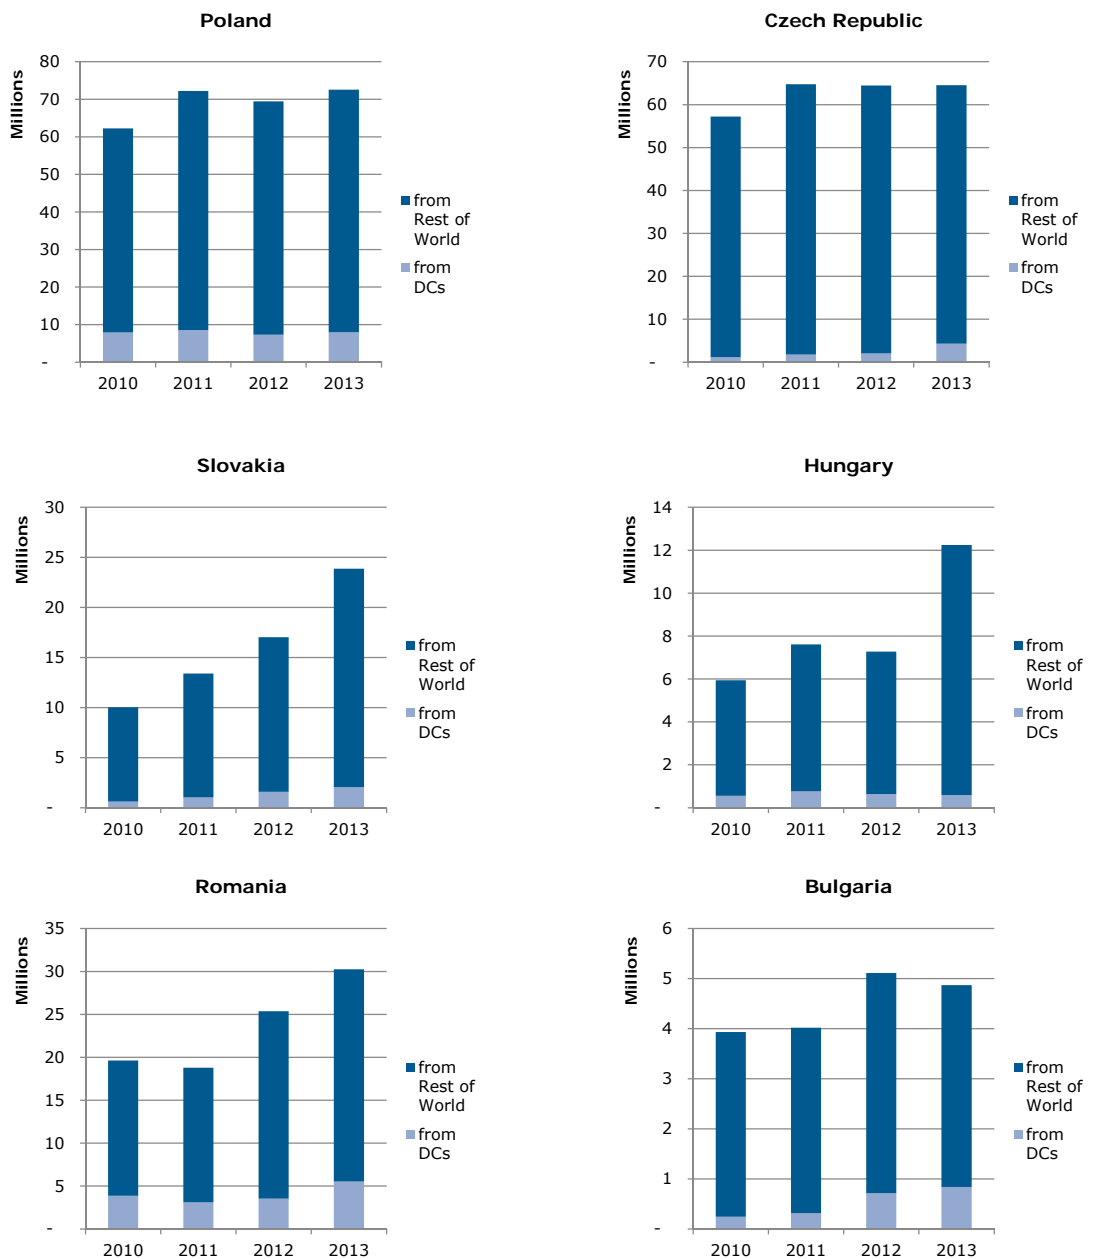 Poland
Millions
80
70
60
50
40
30
20
10
-
2010 2011 2012 2013
from
Rest of
World
from
DCs
Czech Republic
Millions
70
60
50
40
30
20
10
-
2010 2011 2012 2013
from
Rest of
World
from
DCs
Slovakia
Millions
30
25
20
15
10
5
-
2010 2011 2012 2013
from
Rest of
World
from
DCs
Hungary
Millions
14
12
10
8
6
4
2
-
2010 2011 2012 2013
from
Rest of
World
from
DCs
Romania
Millions
35
30
25
20
15
10
5
-
2010 2011 2012 2013
from
Rest of
World
from
DCs
Bulgaria
Millions
6
5
4
3
2
1
-
2010 2011 2012 2013
from
Rest of
World
from
DCs